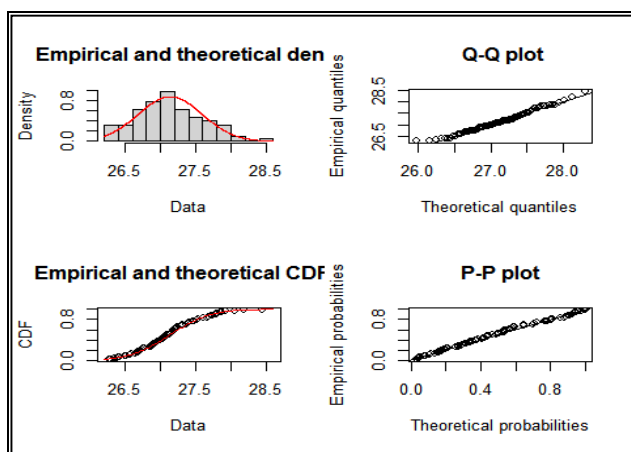 Empirical and theoretical den
Density
0.0 0.8
26.5 27.5 28.5
Data
Q-Q plot
Empirical quantiles
26.5 28.5
26.0 27.0 28.0
Theoretical quantiles
Empirical and theoretical CDF
CDF
0.0 0.8
26.5 27.5 28.5
Data
P-P plot
Empirical probabilities
0.0 0.8
0.0 0.4 0.8
Theoretical probabilities